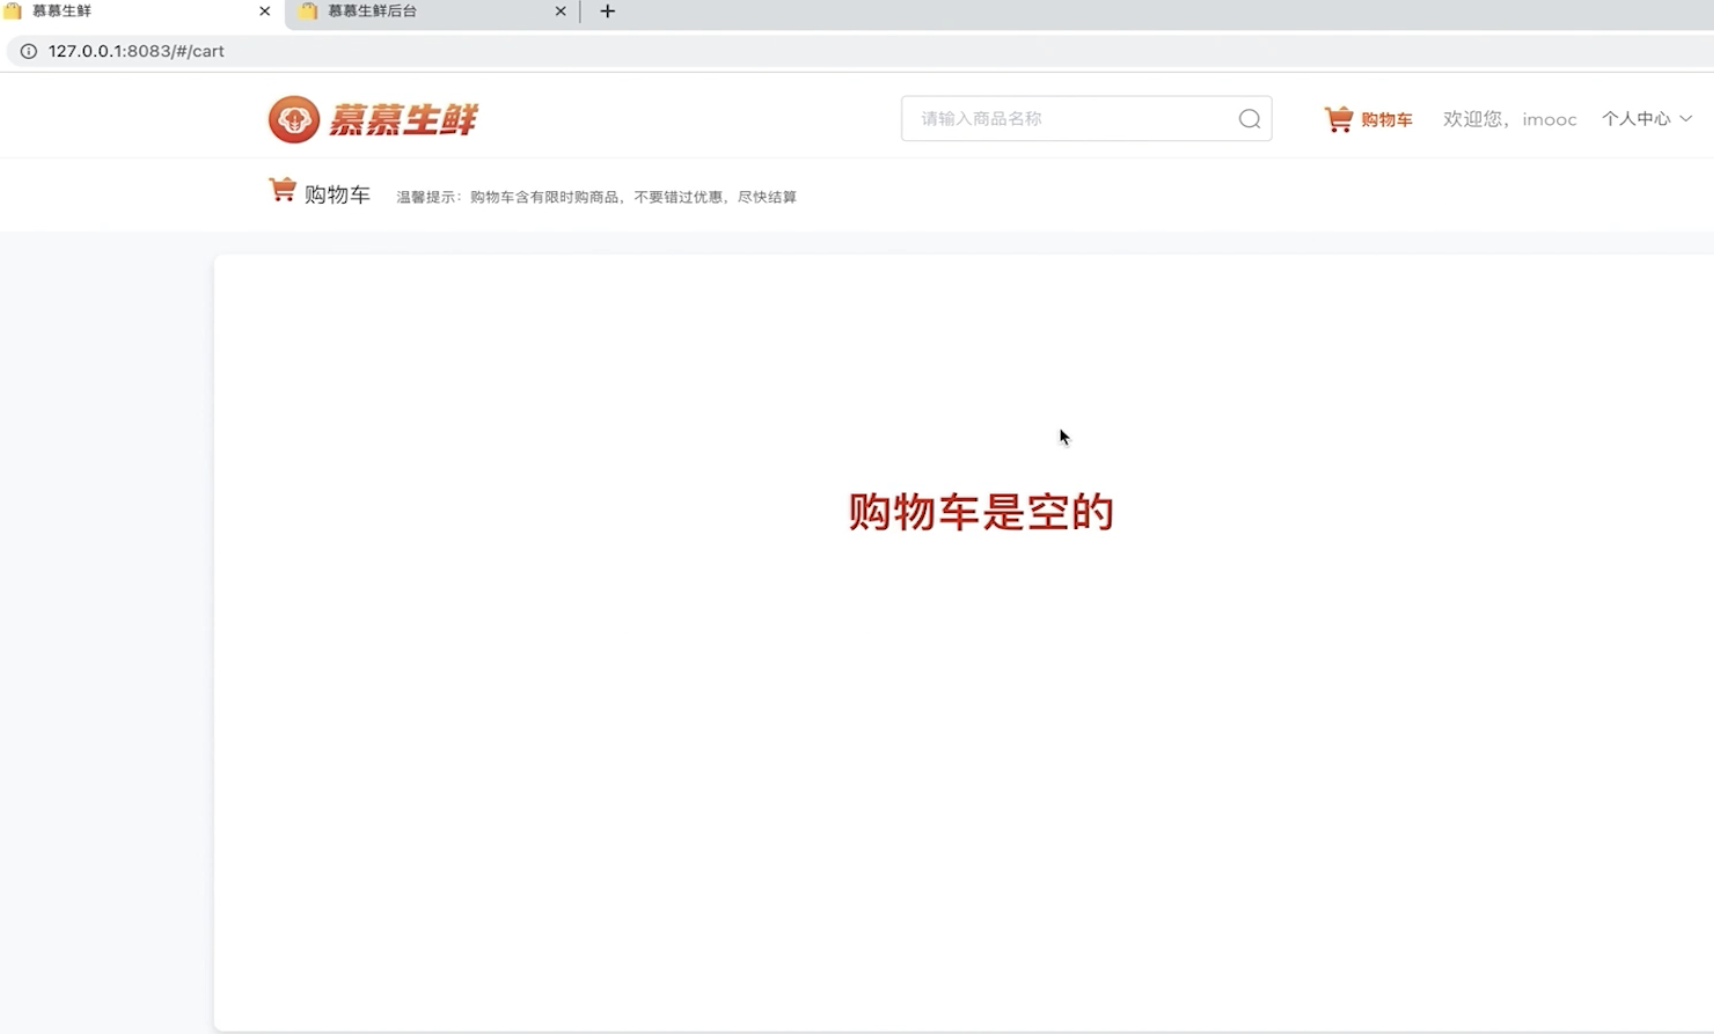 慕慕生鲜
慕慕生鲜后台
127.0.0.1:8083/#/cart
慕慕生鲜
请输入商品名称
购物车
欢迎您，imooc
个人中心
购物车
温馨提示：购物车含有限时购商品，不要错过优惠，尽快结算
购物车是空的